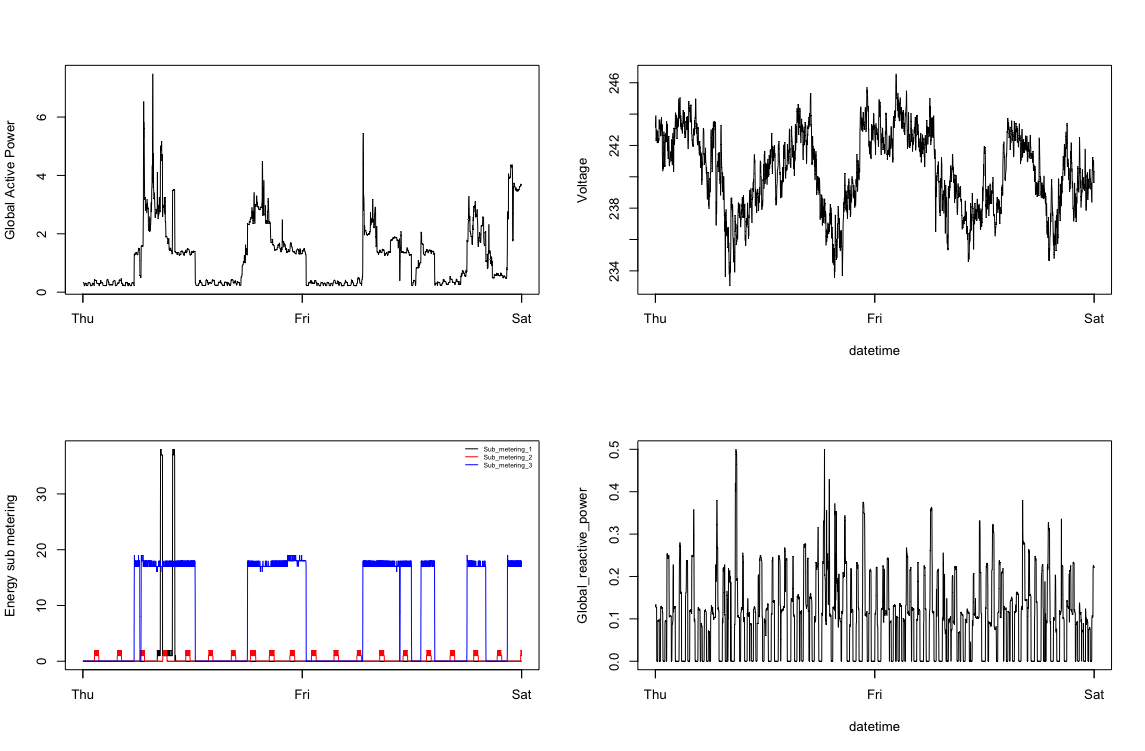 Global Active Power
6
4
2
0
Thu Fri Sat
Voltage
246
242
238
234
Thu Fri Sat
datetime
Energy sub metering
30
20
10
0
Sub_metering_1
Sub_metering_2
Sub_metering_3
Thu Fri Sat
Global_reactive_power
0.5
0.4
0.3
0.2
0.1
0.0
Thu Fri Sat
datetime